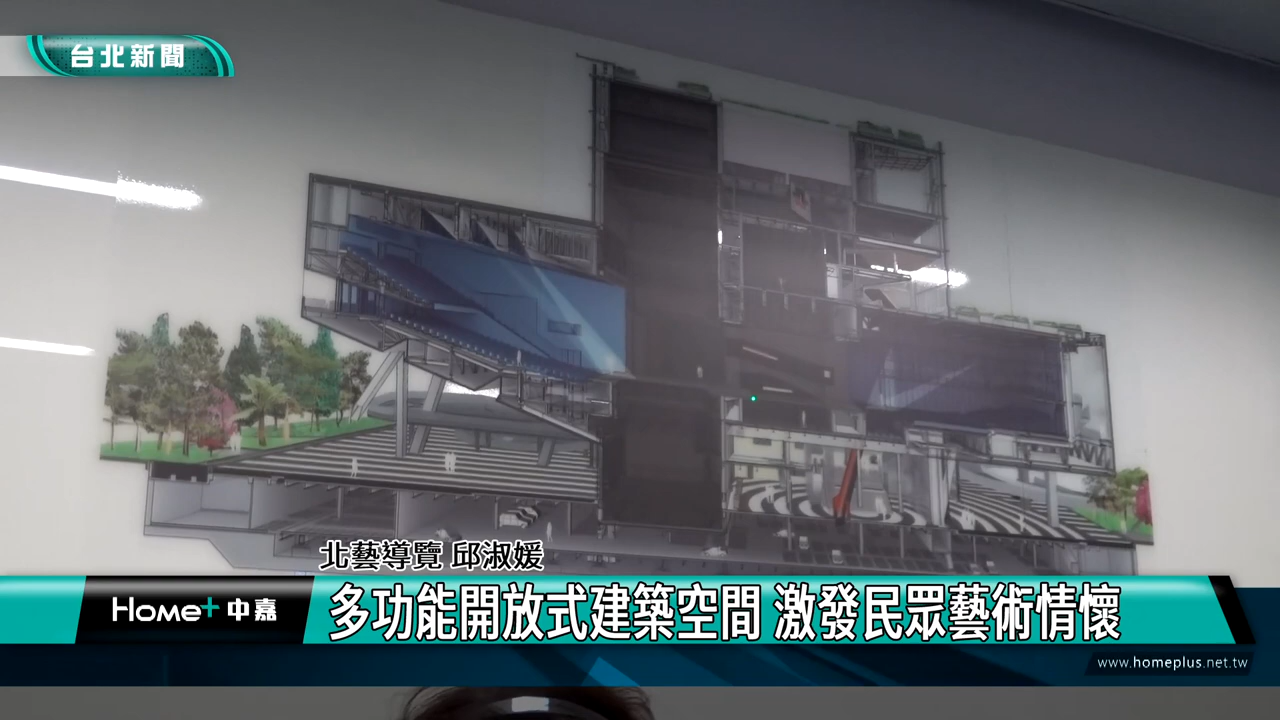 台北新聞
北藝導覽 邱淑媛
Home+中嘉
多功能開放式建築空間 激發民眾藝術情懷
www.homeplus.net.tw